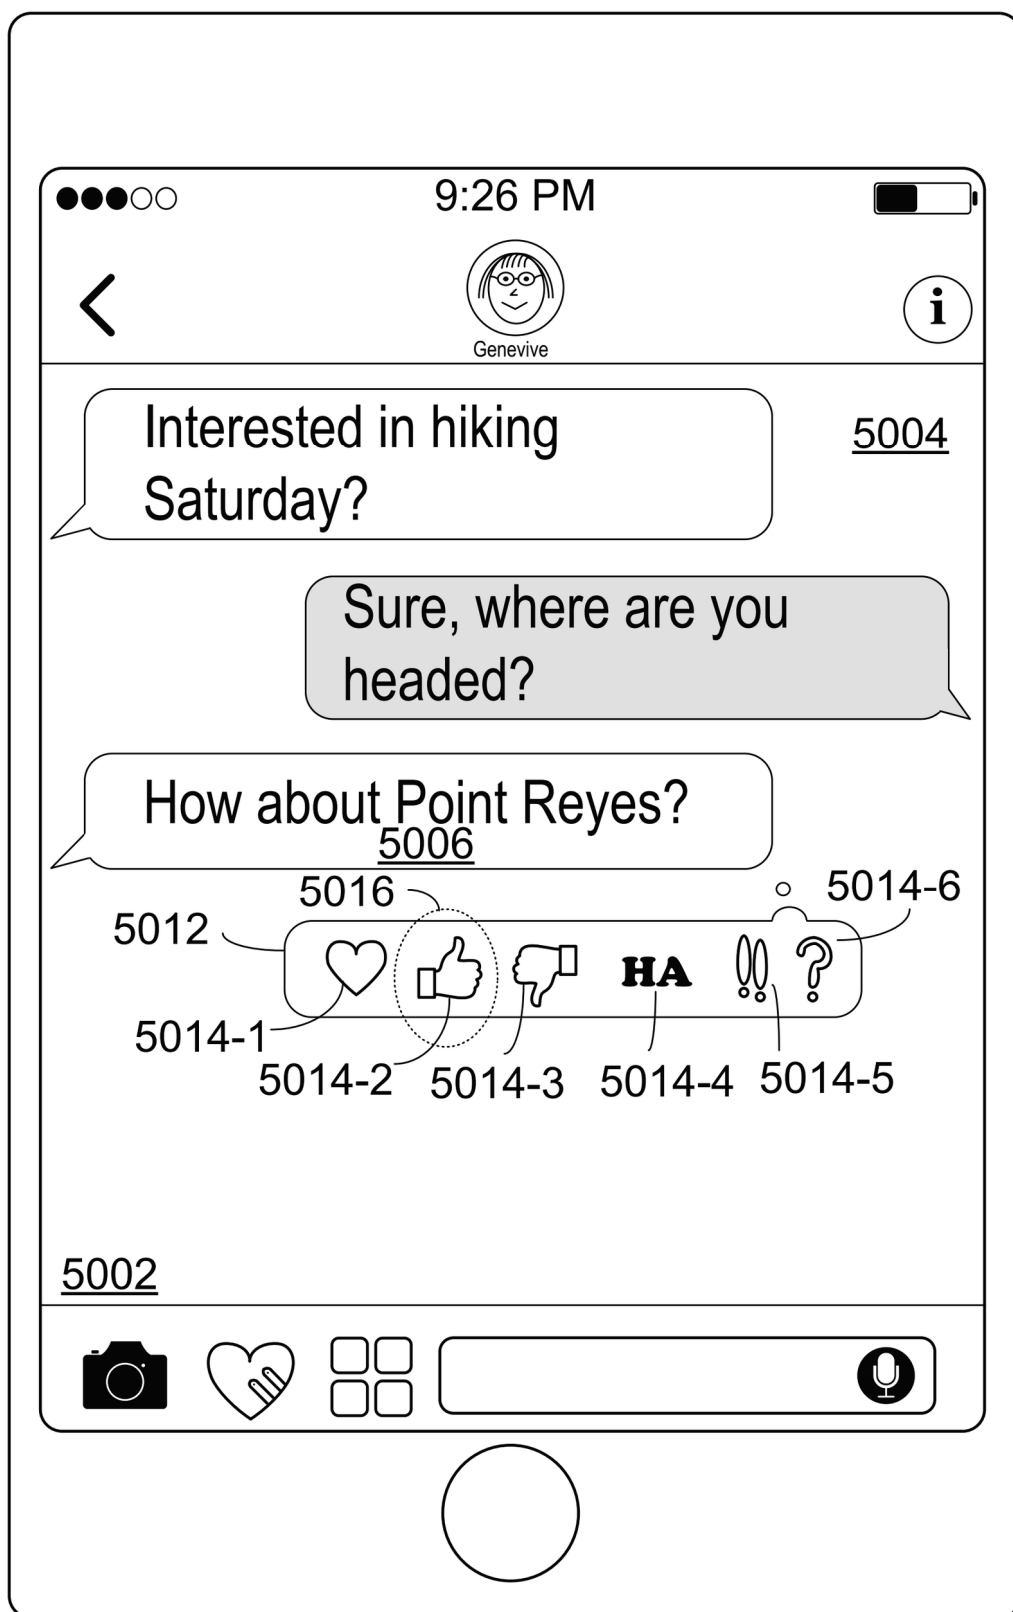 9:26 PM
i
Genevive
Interested in hiking
Saturday?
5004
Sure, where are you
headed?
How about Point Reyes?
5006
5016
5014-6
5012
HA
!! ?
5014-1
5014-2
5014-3
5014-4
5014-5
5002